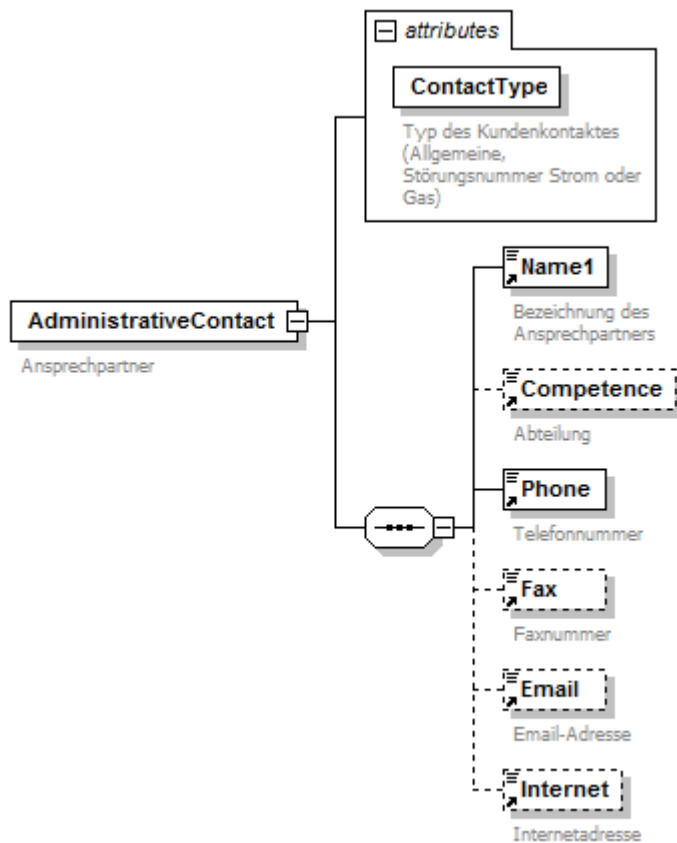 attributes
ContactType
Typ des Kundenkontaktes
(Allgemeine,
Störungsnummer Strom oder
Gas)
AdministrativeContact
Ansprechpartner
Name1
Bezeichnung des
Ansprechpartners
Competence
Abteilung
Phone
Telefonnummer
Fax
Faxnummer
Email
Email-Adresse
Internet
Internetadresse